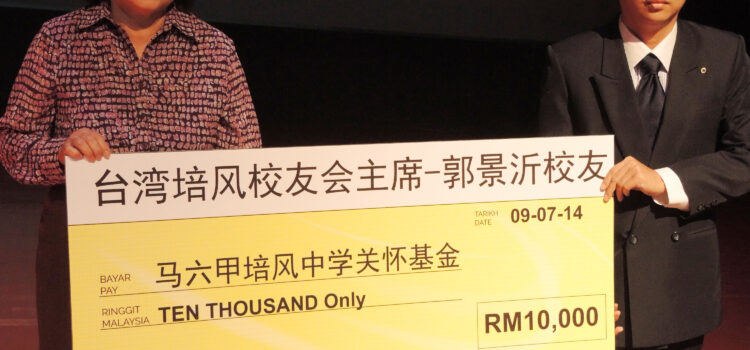 台湾培风校友会主席-郭景沂校友
TARIKH
DATE 09-07-14
BAYAR
PAY 马六甲培风中学关怀基金
RINGGIT
MALAYSIA TEN THOUSAND Only
RM10,000